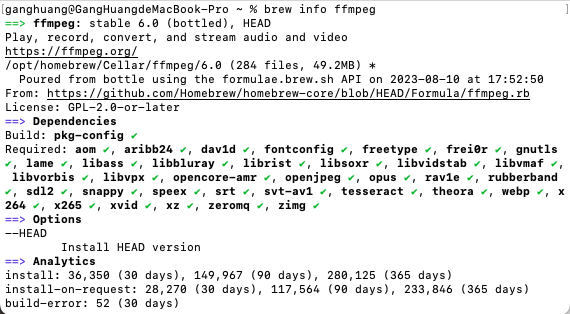 [ganghuang@GangHuangdeMacBook-Pro ~ % brew info ffmpeg ]
==> ffmpeg: stable 6.0 (bottled), HEAD
Play, record, convert, and stream audio and video
https://ffmpeg.org/
/opt/homebrew/Cellar/ffmpeg/6.0 (284 files, 49.2MB) *
  Poured from bottle using the formulae.brew.sh API on 2023-08-10 at 17:52:50
From: https://github.com/Homebrew/homebrew-core/blob/HEAD/Formula/ffmpeg.rb
License: GPL-2.0-or-later
==> Dependencies
Build: pkg-config ✔
Required: aom ✔, aribb24 ✔, dav1d ✔, fontconfig ✔, freetype ✔, frei0r ✔, gnutls
✔, lame ✔, libass ✔, libbluray ✔, librist ✔, libsoxr ✔, libvidstab ✔, libvmaf ✔,
 libvorbis ✔, libvpx ✔, opencore-amr ✔, openjpeg ✔, opus ✔, rav1e ✔, rubberband
✔, sdl2 ✔, snappy ✔, speex ✔, srt ✔, svt-av1 ✔, tesseract ✔, theora ✔, webp ✔, x
264 ✔, x265 ✔, xvid ✔, xz ✔, zeromq ✔, zimg ✔
==> Options
--HEAD
        Install HEAD version
==> Analytics
install: 36,350 (30 days), 149,967 (90 days), 280,125 (365 days)
install-on-request: 28,270 (30 days), 117,564 (90 days), 233,846 (365 days)
build-error: 52 (30 days)